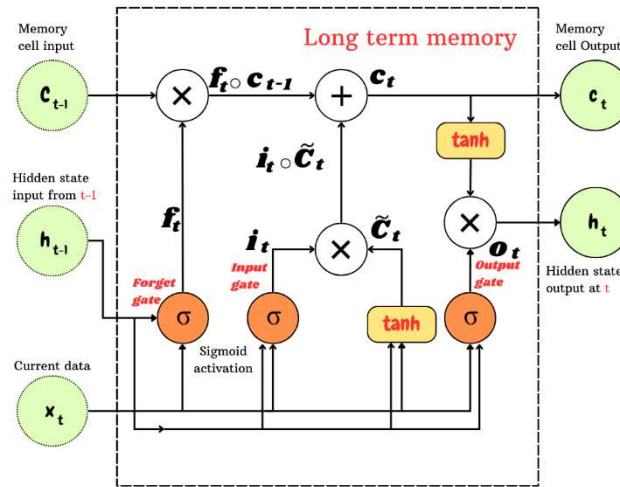 Memory
cell input
Long term memory
Memory
cell Output
C t-1
×
f t ∘ c t-1
+
c t
c t
tanh
i t ∘ C̃ t
Hidden state
input from t-1
h t-1
f t
i t
×
C̃ t
×
o t
h t
Hidden state
output at t
Forget
gate
Input
gate
Output
gate
σ
σ
tanh
σ
Sigmoid
activation
Current data
x t